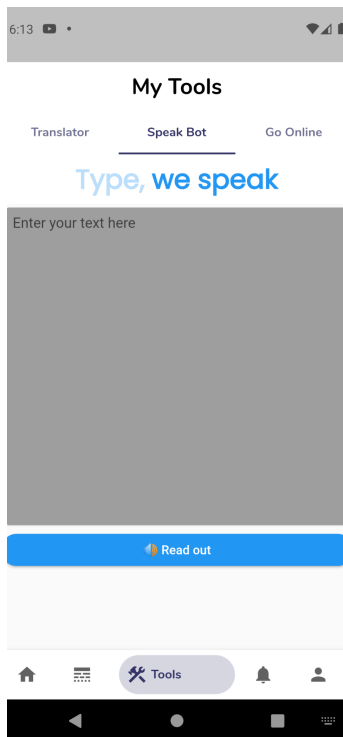 6:13
My Tools
Translator Speak Bot Go Online
Type, we speak
Enter your text here
Read out
Tools